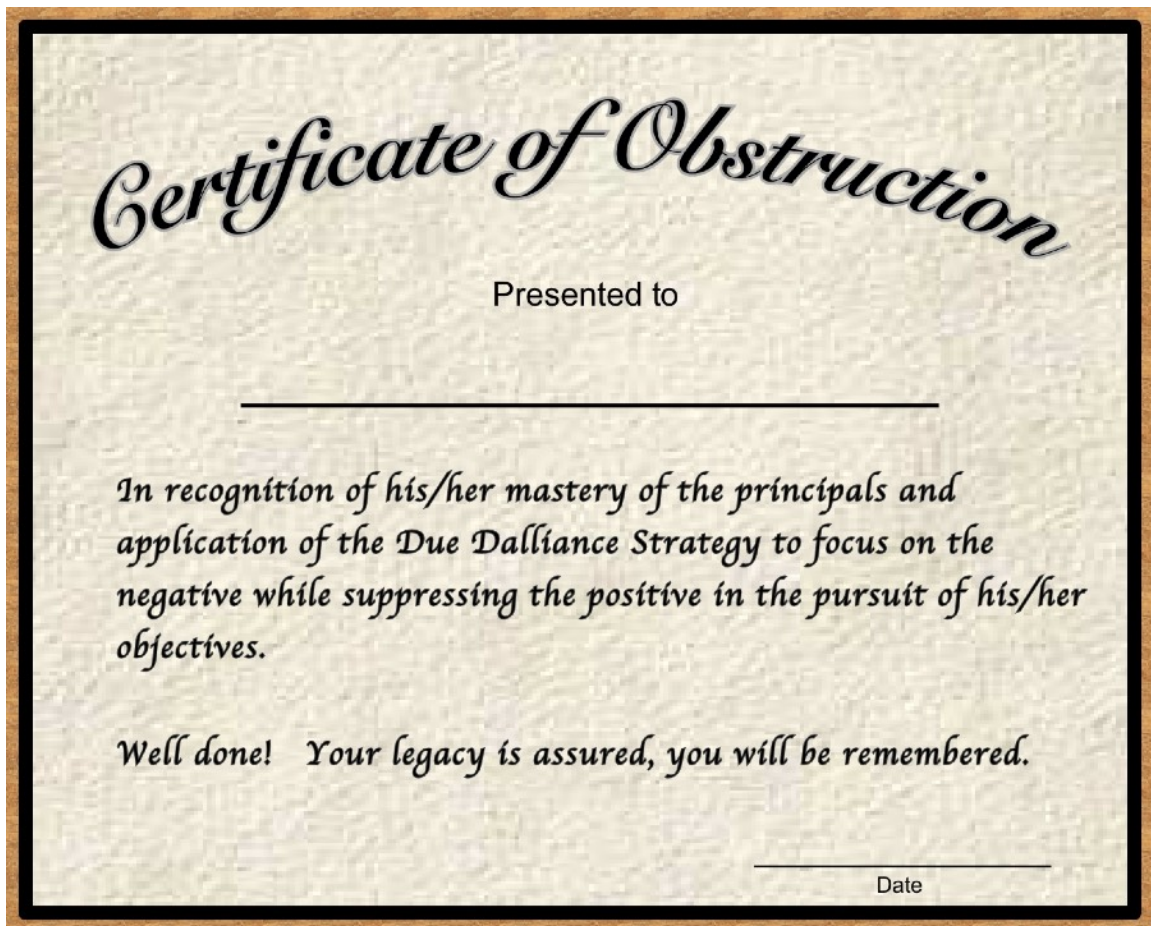 Certificate of Obstruction
Presented to
In recognition of his/her mastery of the principals and
application of the Due Dalliance Strategy to focus on the
negative while suppressing the positive in the pursuit of his/her
objectives.
Well done! Your legacy is assured, you will be remembered.
Date